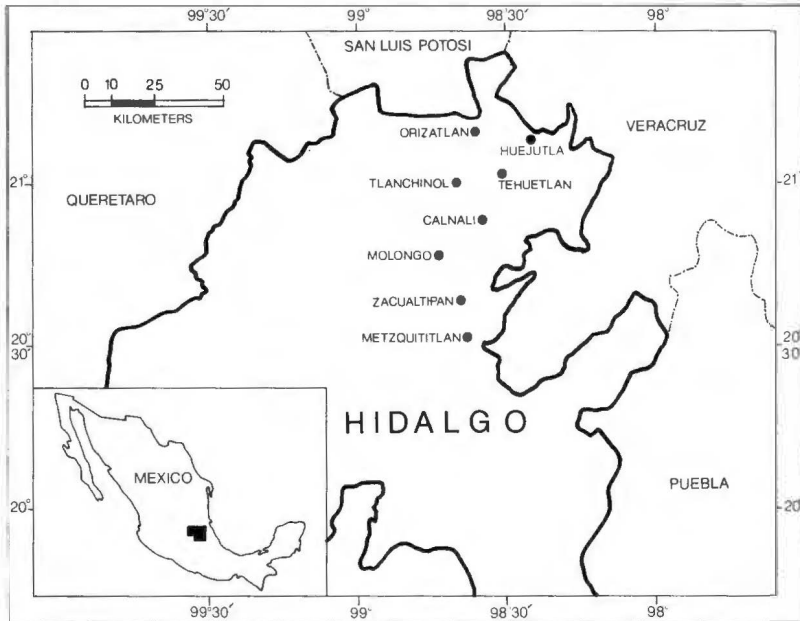 99°30' 99° 98°30' 98°
SAN LUIS POTOSI
0 10 25 50
KILOMETERS
VERACRUZ
ORIZATLAN
HUEJUTLA
21° 21°
TLANCHINOL
TEHUETLAN
QUERETARO
CALNALI
MOLONGO
ZACUALTIPAN
METZQUITITLAN
20° 20°
30' 30'
HIDALGO
MEXICO
PUEBLA
20° 20°
99°30' 99° 98°30' 98°